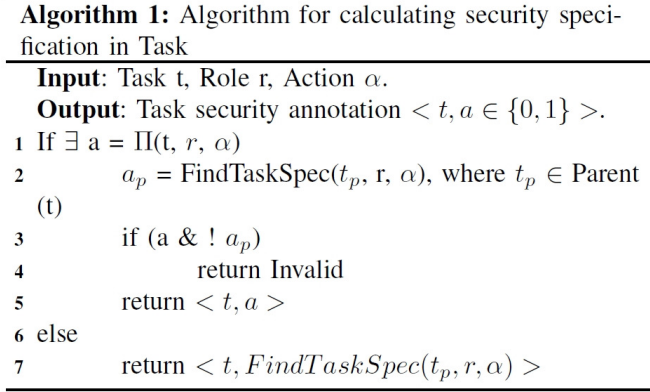 Algorithm 1: Algorithm for calculating security speci-
fication in Task
Input: Task t, Role r, Action α.
Output: Task security annotation < t, a ∈ {0, 1} >.
1 If ∃ a = Π(t, r, α)
2 a_p = FindTaskSpec(t_p, r, α), where t_p ∈ Parent
(t)
3 if (a & ! a_p)
4 return Invalid
5 return < t, a >
6 else
7 return < t, FindTaskSpec(t_p, r, α) >